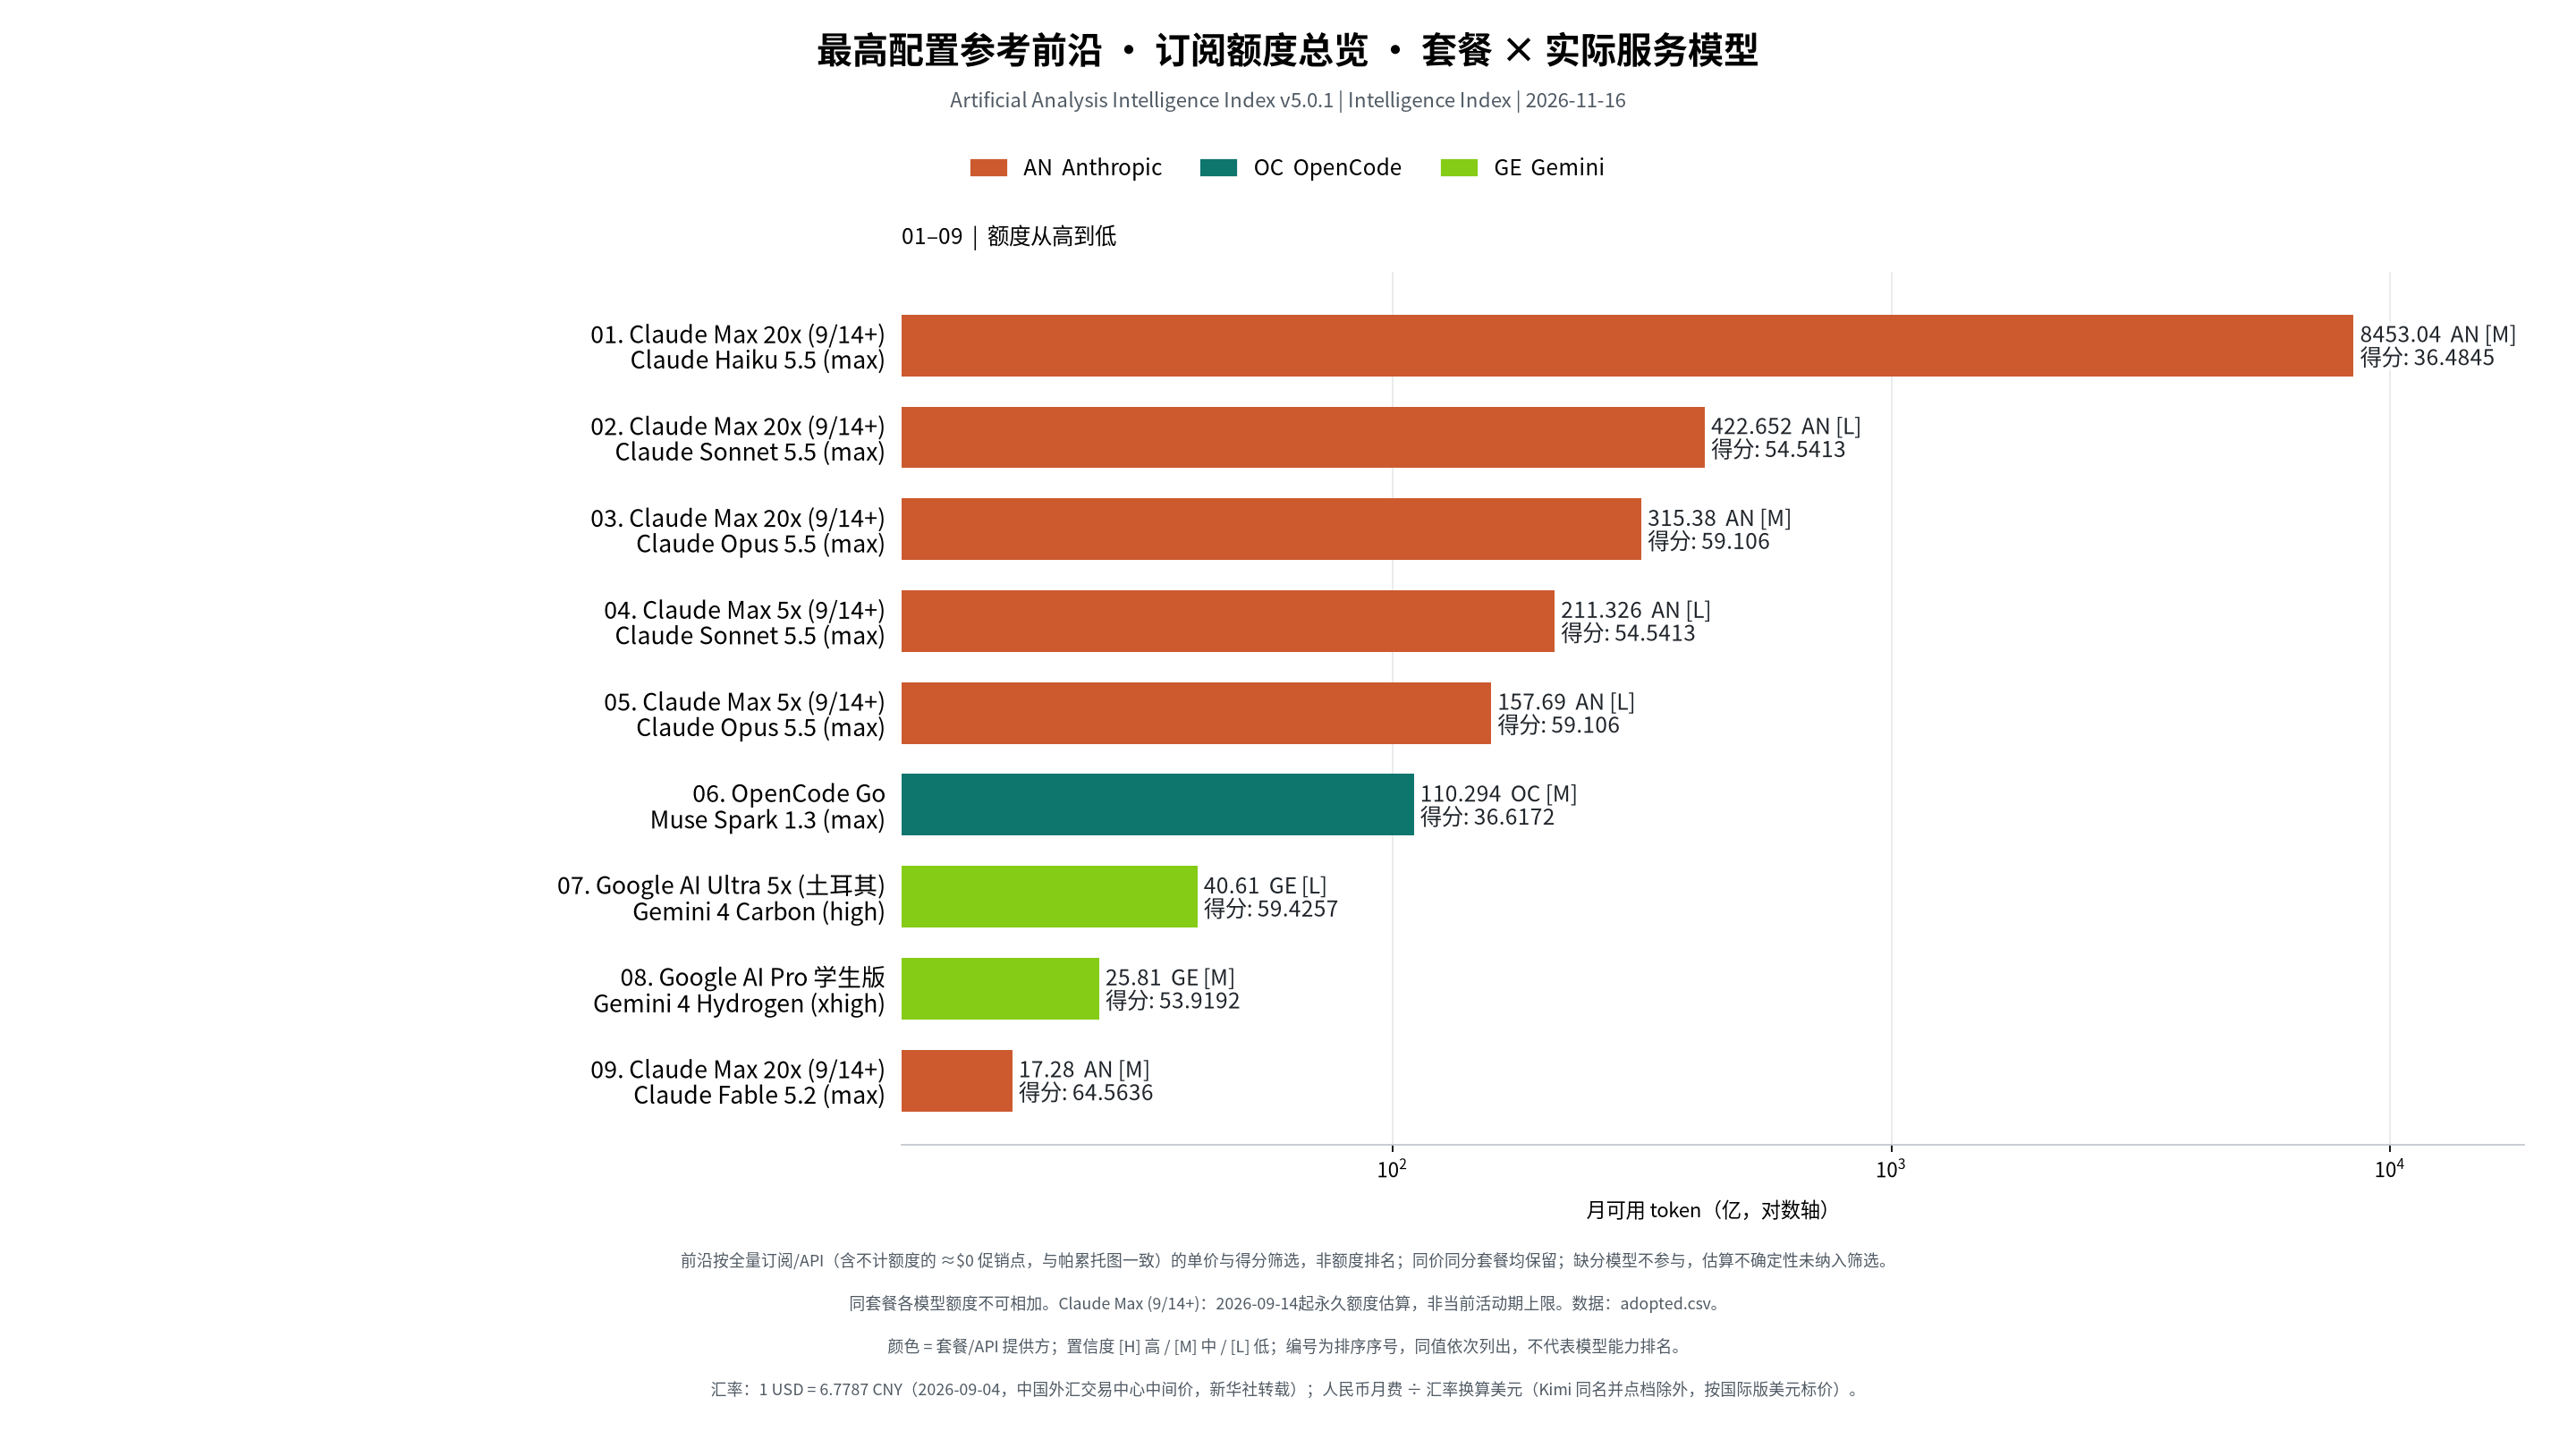 最高配置参考前沿 · 订阅额度总览 · 套餐 × 实际服务模型
Artificial Analysis Intelligence Index v5.0.1 | Intelligence Index | 2026-11-16
AN Anthropic
OC OpenCode
GE Gemini
01–09 | 额度从高到低
01. Claude Max 20x (9/14+)
Claude Haiku 5.5 (max)
8453.04 AN [M]
得分: 36.4845
02. Claude Max 20x (9/14+)
Claude Sonnet 5.5 (max)
422.652 AN [L]
得分: 54.5413
03. Claude Max 20x (9/14+)
Claude Opus 5.5 (max)
315.38 AN [M]
得分: 59.106
04. Claude Max 5x (9/14+)
Claude Sonnet 5.5 (max)
211.326 AN [L]
得分: 54.5413
05. Claude Max 5x (9/14+)
Claude Opus 5.5 (max)
157.69 AN [L]
得分: 59.106
06. OpenCode Go
Muse Spark 1.3 (max)
110.294 OC [M]
得分: 36.6172
07. Google AI Ultra 5x (土耳其)
Gemini 4 Carbon (high)
40.61 GE [L]
得分: 59.4257
08. Google AI Pro 学生版
Gemini 4 Hydrogen (xhigh)
25.81 GE [M]
得分: 53.9192
09. Claude Max 20x (9/14+)
Claude Fable 5.2 (max)
17.28 AN [M]
得分: 64.5636
10²
10³
10⁴
月可用 token（亿，对数轴）
前沿按全量订阅/API（含不计额度的 ≈$0 促销点，与帕累托图一致）的单价与得分筛选，非额度排名；同价同分套餐均保留；缺分模型不参与，估算不确定性未纳入筛选。
同套餐各模型额度不可相加。Claude Max (9/14+)：2026-09-14起永久额度估算，非当前活动期上限。数据：adopted.csv。
颜色 = 套餐/API 提供方；置信度 [H] 高 / [M] 中 / [L] 低；编号为排序序号，同值依次列出，不代表模型能力排名。
汇率：1 USD = 6.7787 CNY（2026-09-04，中国外汇交易中心中间价，新华社转载）；人民币月费 ÷ 汇率换算美元（Kimi 同名并点档除外，按国际版美元标价）。